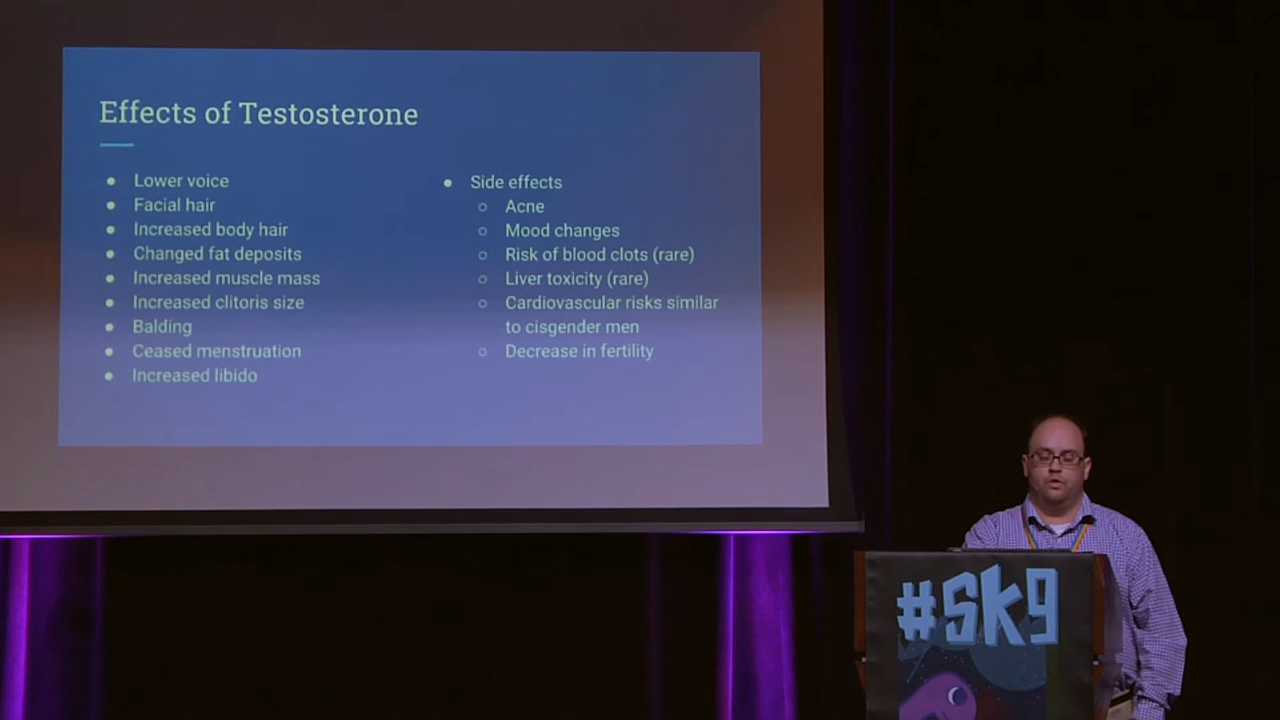 Effects of Testosterone
● Lower voice
● Facial hair
● Increased body hair
● Changed fat deposits
● Increased muscle mass
● Increased clitoris size
● Balding
● Ceased menstruation
● Increased libido
● Side effects
○ Acne
○ Mood changes
○ Risk of blood clots (rare)
○ Liver toxicity (rare)
○ Cardiovascular risks similar
to cisgender men
○ Decrease in fertility
#SK9